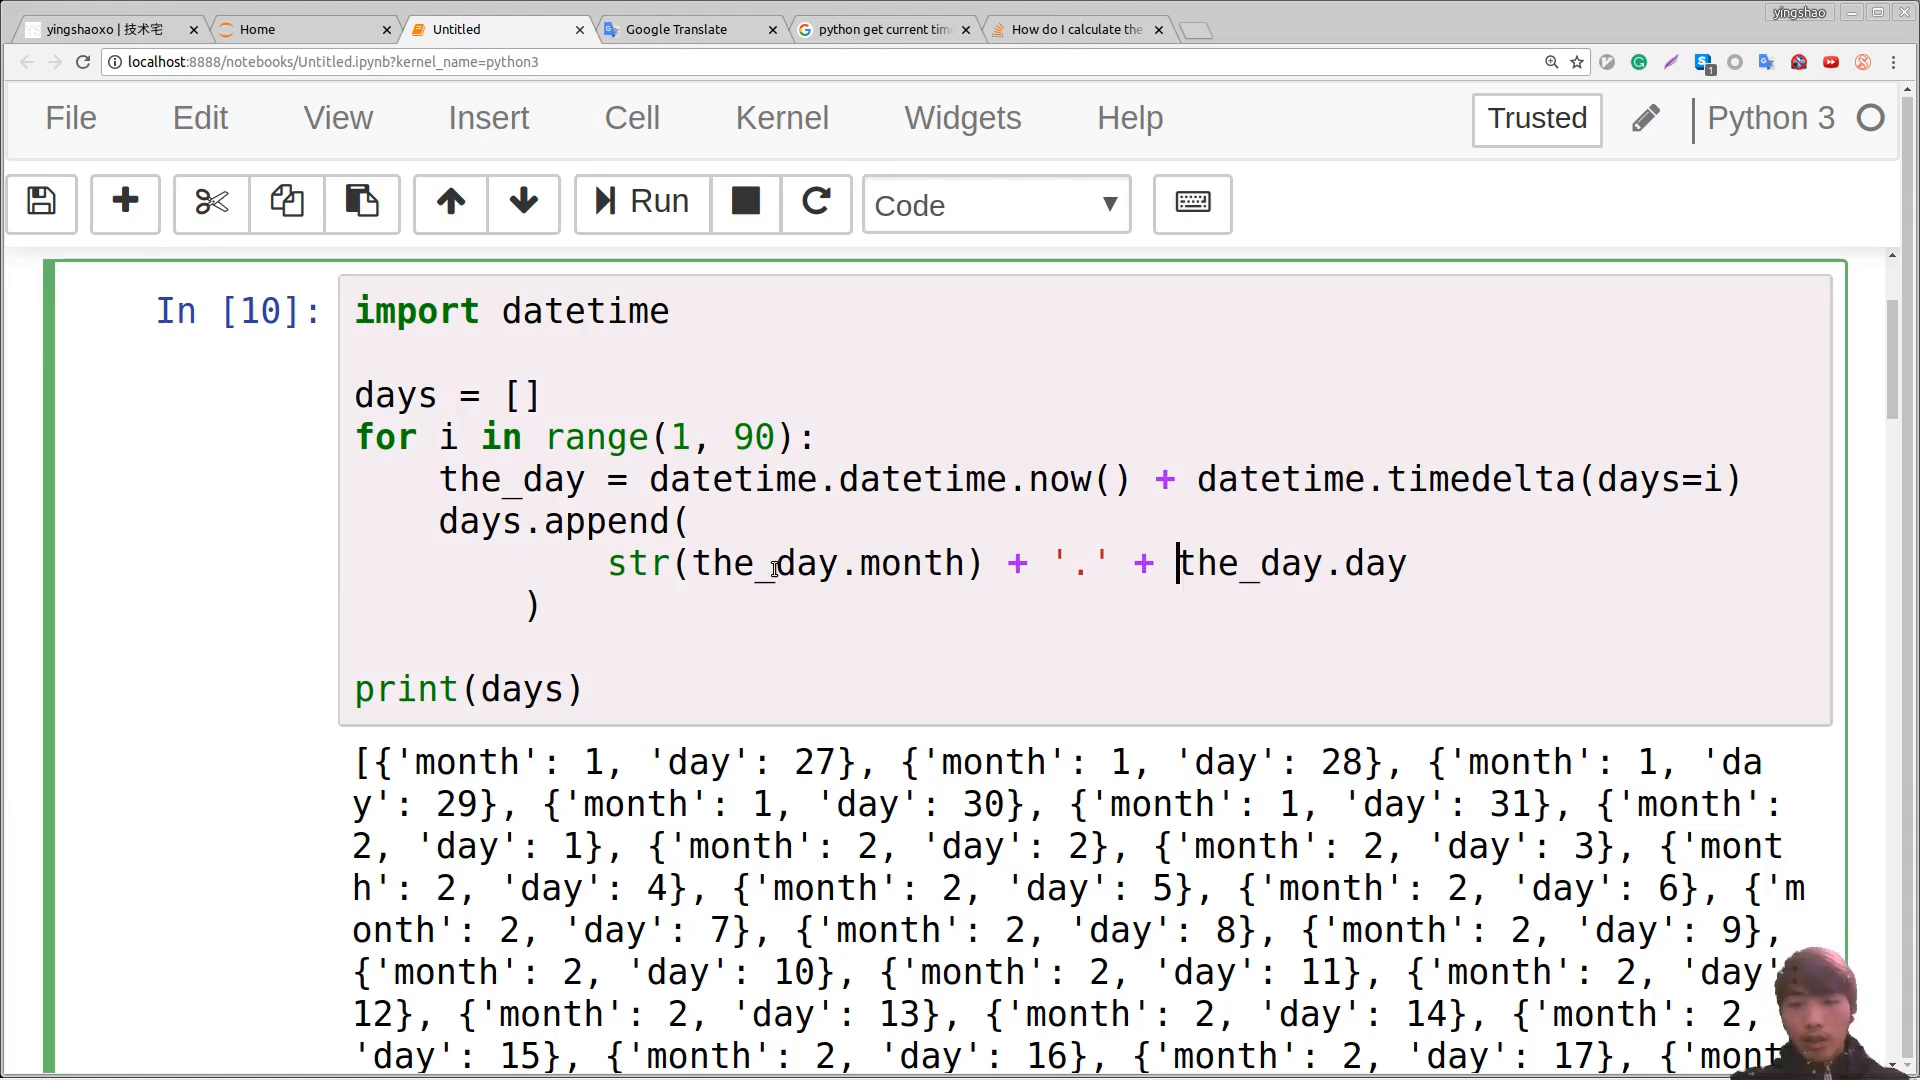 yingshao
yingshaoxo | 技术宅
Home
Untitled
Google Translate
python get current tim
How do I calculate the
localhost:8888/notebooks/Untitled.ipynb?kernel_name=python3
File Edit View Insert Cell Kernel Widgets Help Trusted Python 3
Run Code
In [10]:
import datetime
days = []
for i in range(1, 90):
    the_day = datetime.datetime.now() + datetime.timedelta(days=i)
    days.append(
            str(the_day.month) + '.' + the_day.day
        )
print(days)
[{'month': 1, 'day': 27}, {'month': 1, 'day': 28}, {'month': 1, 'da
y': 29}, {'month': 1, 'day': 30}, {'month': 1, 'day': 31}, {'month':
2, 'day': 1}, {'month': 2, 'day': 2}, {'month': 2, 'day': 3}, {'mont
h': 2, 'day': 4}, {'month': 2, 'day': 5}, {'month': 2, 'day': 6}, {'m
onth': 2, 'day': 7}, {'month': 2, 'day': 8}, {'month': 2, 'day': 9},
{'month': 2, 'day': 10}, {'month': 2, 'day': 11}, {'month': 2, 'day'
12}, {'month': 2, 'day': 13}, {'month': 2, 'day': 14}, {'month': 2,
'day': 15}, {'month': 2, 'day': 16}, {'month': 2, 'day': 17}, {'mont